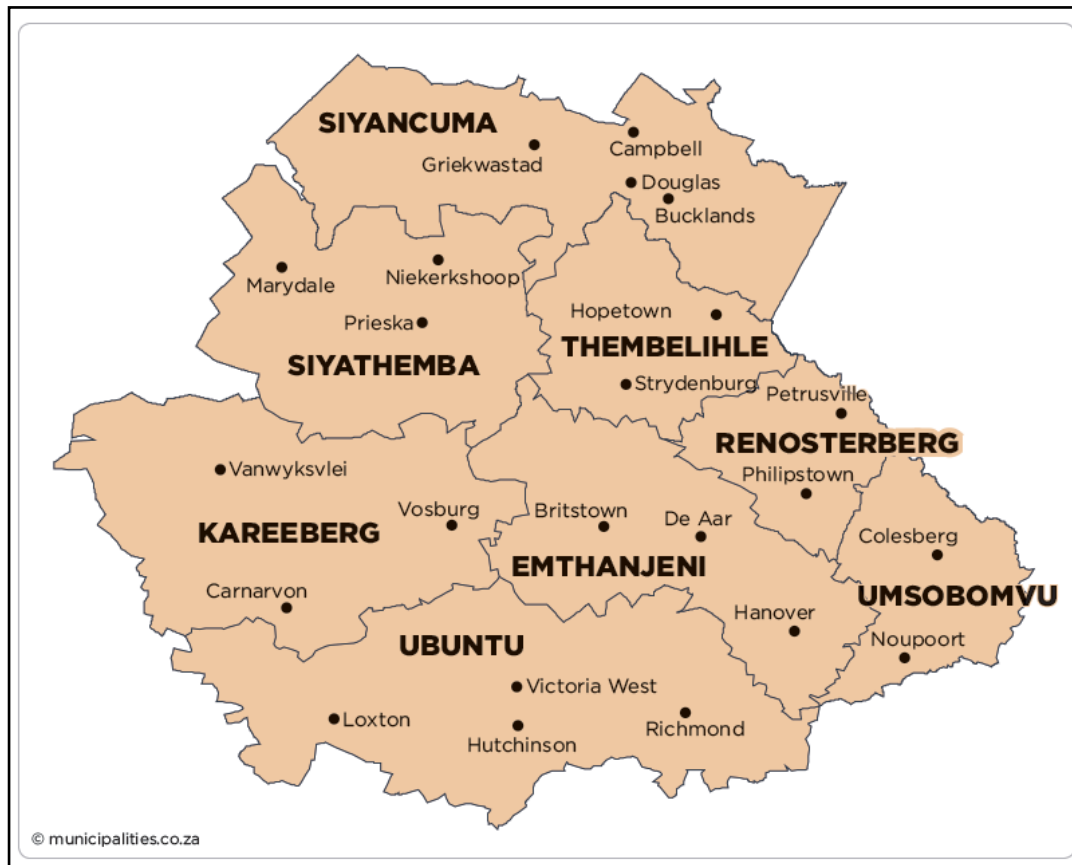 SIYANCUMA
Griekwastad
Campbell
Douglas
Bucklands
Marydale
Niekerkshoop
Prieska
SIYATHEMBA
Hopetown
THEMBELIHLE
Strydenburg
Petrusville
RENOSTERBERG
Philipstown
Vanwyksvlei
Vosburg
KAREEBERG
Carnarvon
Britstown
De Aar
EMTHANJENI
Hanover
Colesberg
UMSOBOMVU
Noupoort
UBUNTU
Victoria West
Loxton
Hutchinson
Richmond
© municipalities.co.za